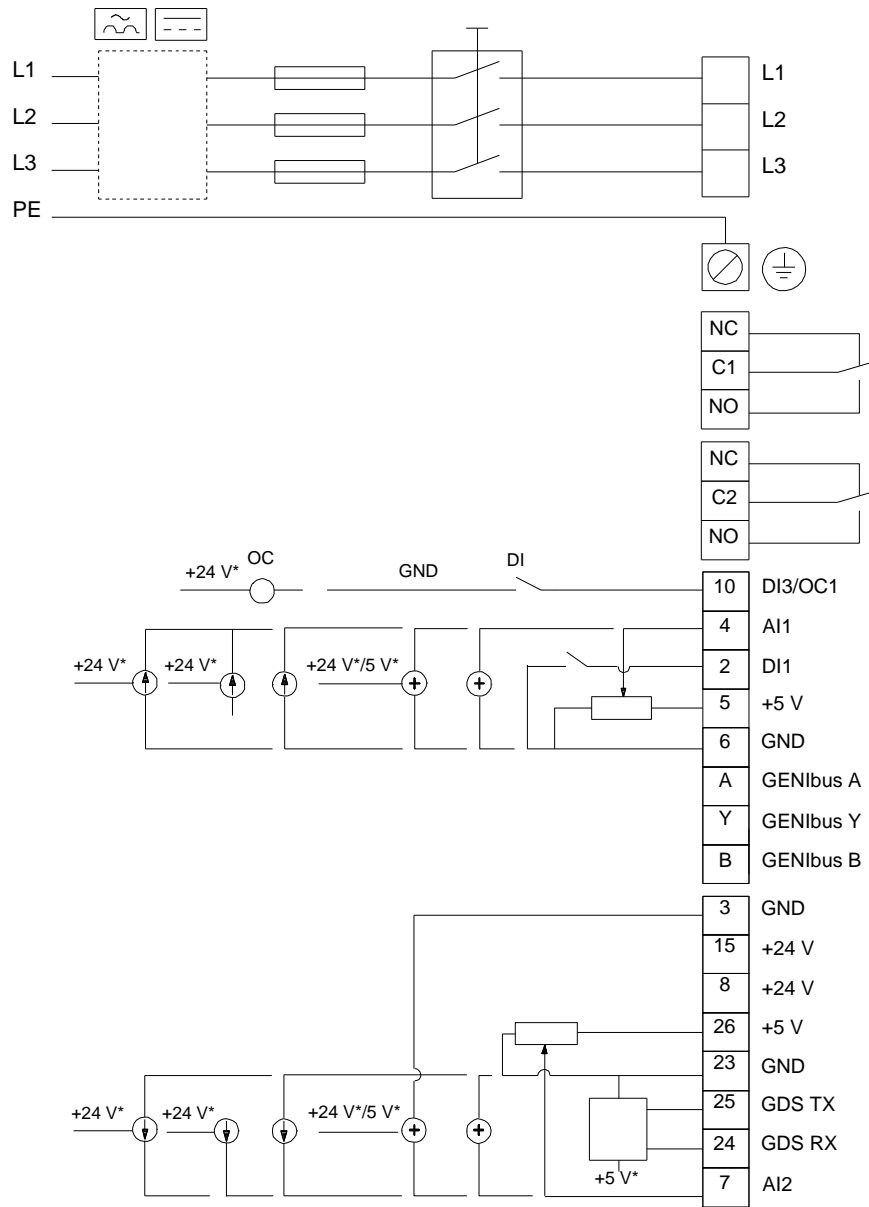 L1
L1
L2
L2
L3
L3
PE
NC
C1
NO
NC
C2
NO
+24 V* OC GND DI 10 DI3/OC1
4 AI1
+24 V* +24 V* +24 V*/5 V* 2 DI1
5 +5 V
6 GND
A GENIbus A
Y GENIbus Y
B GENIbus B
3 GND
15 +24 V
8 +24 V
26 +5 V
23 GND
+24 V* +24 V* +24 V*/5 V* 25 GDS TX
24 GDS RX
+5 V* 7 AI2